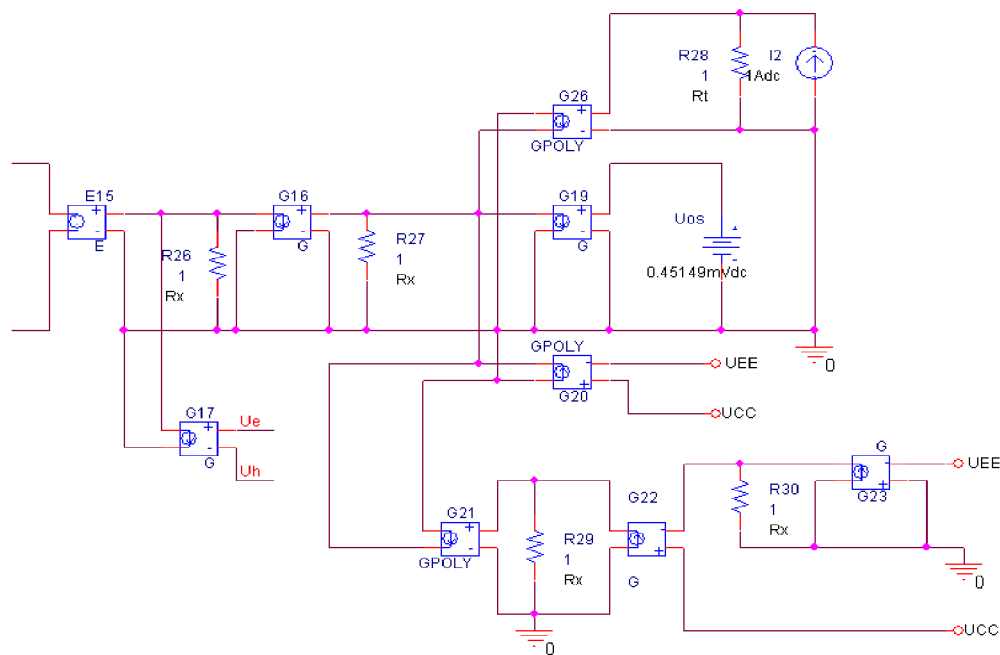 R28
1
Rt
I2
1Adc
G26
GPOLY
E15
E
G16
G
G19
G
Uos
0.45149mVdc
R26
1
Rx
R27
1
Rx
0
GPOLY
G20
UEE
UCC
G17
G
Ue
Uh
G21
GPOLY
R29
1
Rx
0
G22
G
R30
1
Rx
G
G23
UEE
0
UCC